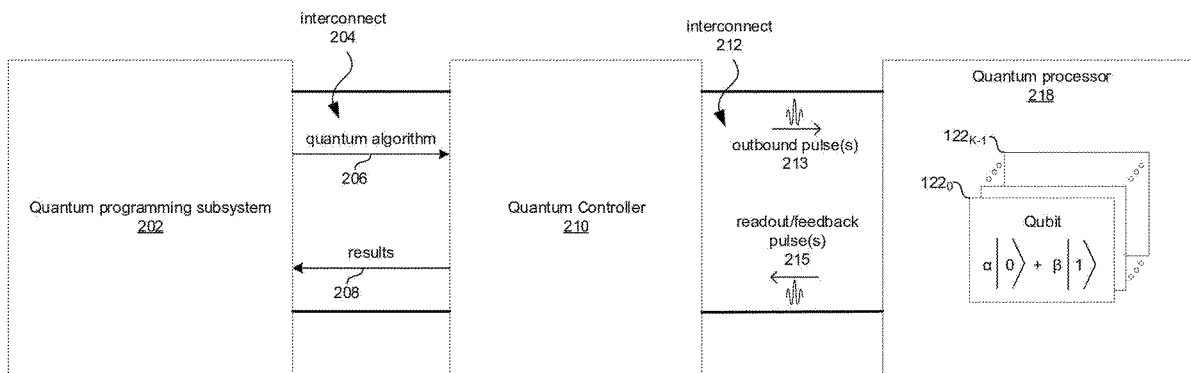 interconnect
204
interconnect
212
Quantum processor
218
quantum algorithm
206
outbound pulse(s)
213
122K-1
1220
Quantum programming subsystem
202
Quantum Controller
210
readout/feedback
pulse(s)
215
results
208
Qubit
α|0⟩ + β|1⟩